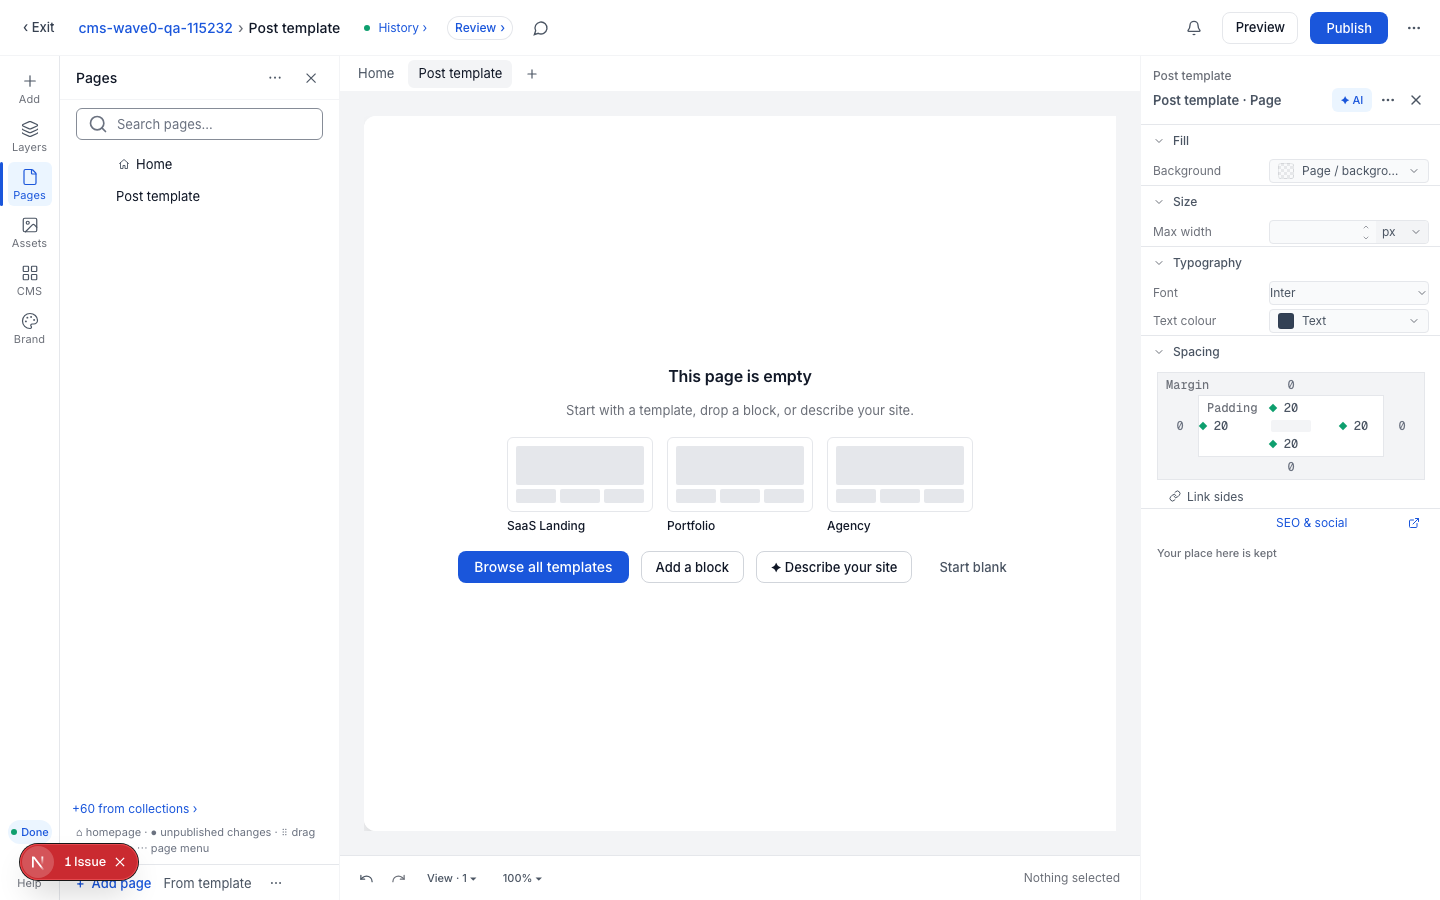 ‹ Exit
cms-wave0-qa-115232 › Post template
History ›
Review ›
Preview
Publish
Add
Layers
Pages
Assets
CMS
Brand
Done
Help
Pages
Search pages...
Home
Post template
+60 from collections ›
⌂ homepage · ● unpublished changes · ⠿ drag
··· page menu
N 1 Issue
+ Add page
From template
Home
Post template
This page is empty
Start with a template, drop a block, or describe your site.
SaaS Landing
Portfolio
Agency
Browse all templates
Add a block
✦ Describe your site
Start blank
View · 1
100%
Nothing selected
Post template
Post template · Page
✦ AI
Fill
Background
Page / backgro...
Size
Max width
px
Typography
Font
Inter
Text colour
Text
Spacing
Margin
0
Padding
20
0
20
20
0
20
0
Link sides
SEO & social
Your place here is kept